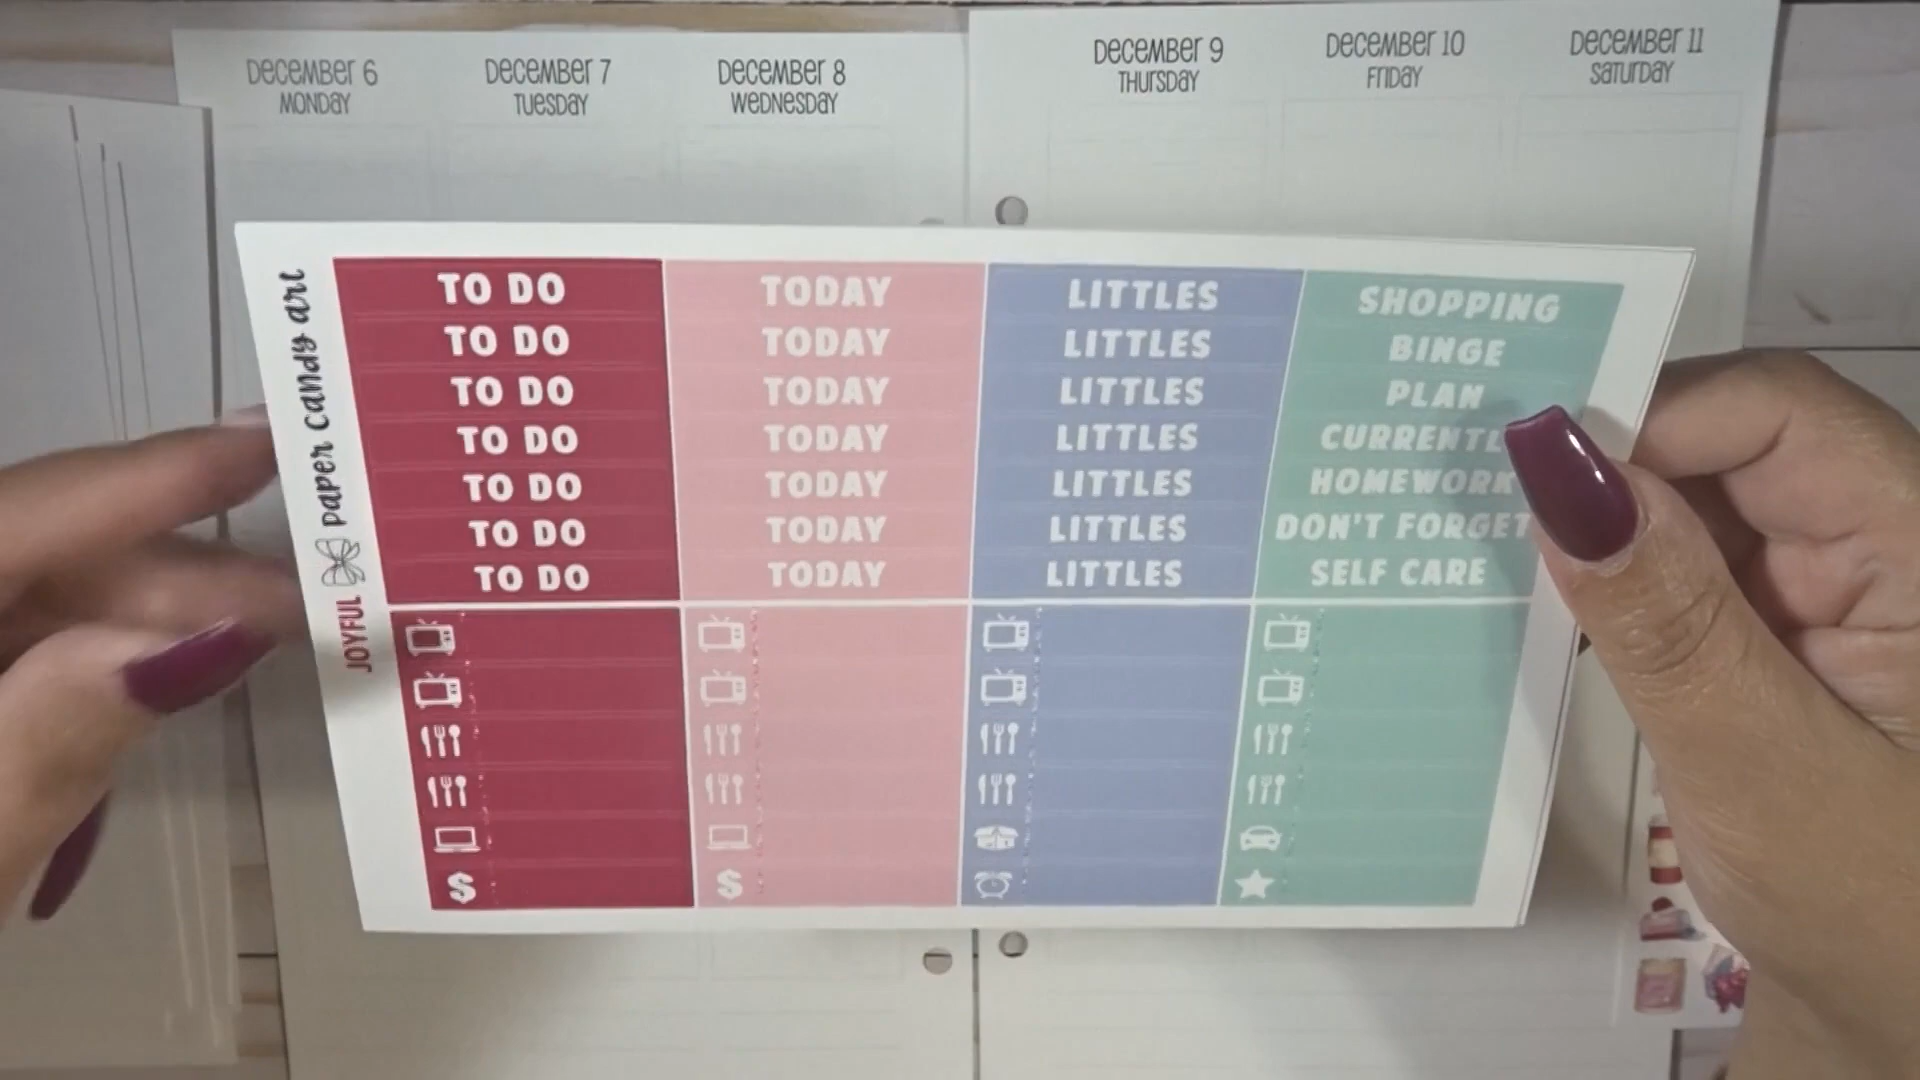 December 6
Monday
December 7
Tuesday
December 8
Wednesday
December 9
Thursday
December 10
Friday
December 11
Saturday
JOYFUL paper candy art
TO DO
TO DO
TO DO
TO DO
TO DO
TO DO
TO DO
TODAY
TODAY
TODAY
TODAY
TODAY
TODAY
TODAY
LITTLES
LITTLES
LITTLES
LITTLES
LITTLES
LITTLES
LITTLES
SHOPPING
BINGE
PLAN
CURRENTL
HOMEWORK
DON'T FORGET
SELF CARE
$
$